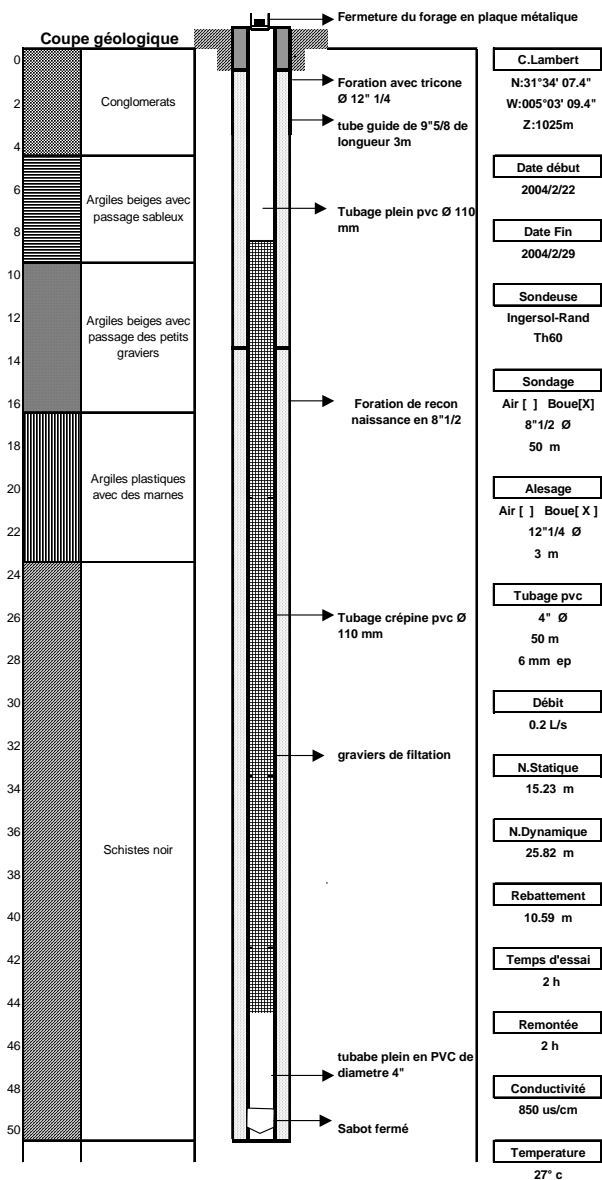 Fermeture du forage en plaque métalique
Coupe géologique
0
2
4
6
8
10
12
14
16
18
20
22
24
26
28
30
32
34
36
38
40
42
44
46
48
50
Conglomerats
Argiles beiges avec
passage sableux
Argiles beiges avec
passage des petits
graviers
Argiles plastiques
avec des marnes
Schistes noir
Foration avec tricone
Ø 12" 1/4
tube guide de 9"5/8 de
longueur 3m
Tubage plein pvc Ø 110
mm
Foration de recon
naissance en 8"1/2
Tubage crépine pvc Ø
110 mm
graviers de filtation
tubabe plein en PVC de
diametre 4"
Sabot fermé
C.Lambert
N:31°34' 07.4"
W:005°03' 09.4"
Z:1025m
Date début
2004/2/22
Date Fin
2004/2/29
Sondeuse
Ingersol-Rand
Th60
Sondage
Air [ ] Boue[X]
8"1/2 Ø
50 m
Alesage
Air [ ] Boue[ X ]
12"1/4 Ø
3 m
Tubage pvc
4" Ø
50 m
6 mm ep
Débit
0.2 L/s
N.Statique
15.23 m
N.Dynamique
25.82 m
Rebattement
10.59 m
Temps d'essai
2 h
Remontée
2 h
Conductivité
850 us/cm
Temperature
27° c